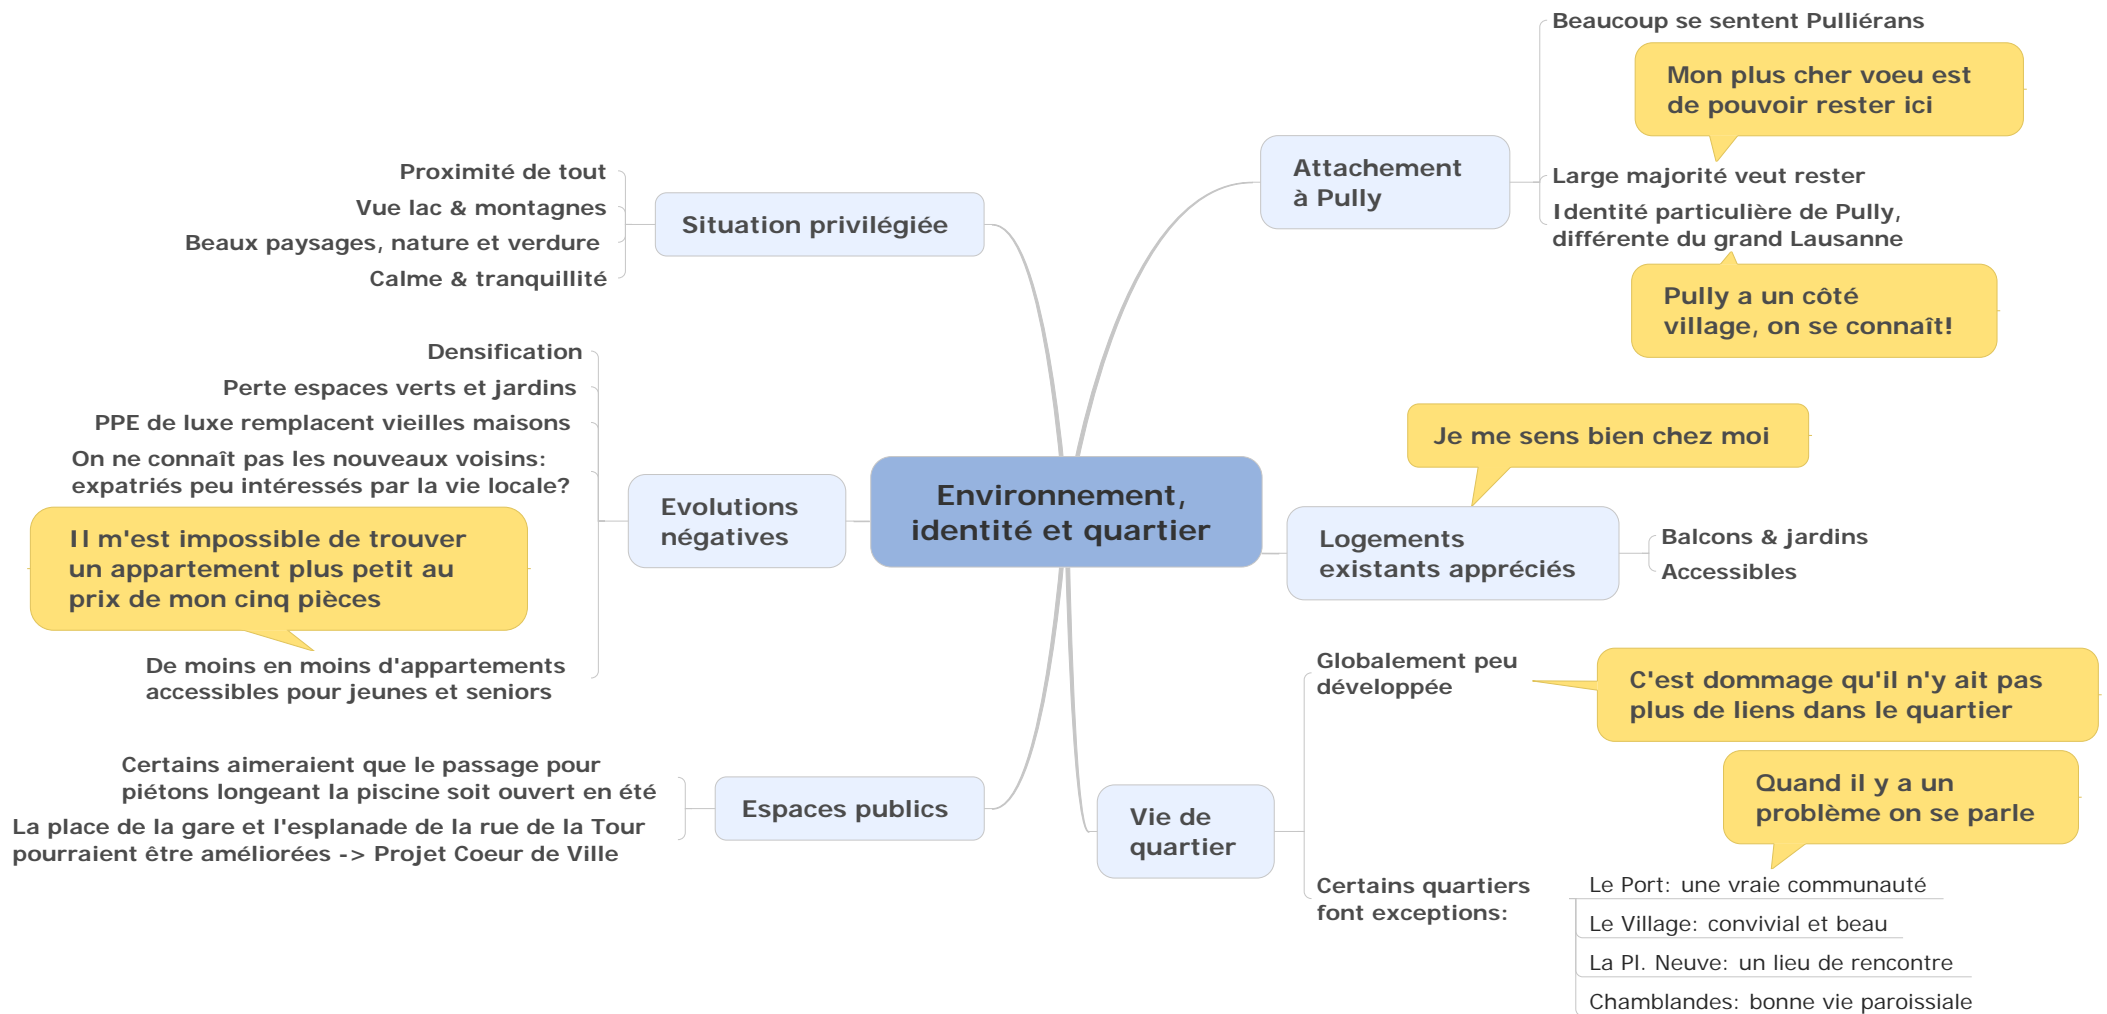 Environnement,
identité et quartier
Situation privilégiée
Proximité de tout
Vue lac & montagnes
Beaux paysages, nature et verdure
Calme & tranquillité
Evolutions
négatives
Densification
Perte espaces verts et jardins
PPE de luxe remplacent vieilles maisons
On ne connaît pas les nouveaux voisins:
expatriés peu intéressés par la vie locale?
Il m'est impossible de trouver
un appartement plus petit au
prix de mon cinq pièces
De moins en moins d'appartements
accessibles pour jeunes et seniors
Espaces publics
Certains aimeraient que le passage pour
piétons longeant la piscine soit ouvert en été
La place de la gare et l'esplanade de la rue de la Tour
pourraient être améliorées -> Projet Coeur de Ville
Attachement
à Pully
Beaucoup se sentent Pulliérans
Mon plus cher voeu est
de pouvoir rester ici
Large majorité veut rester
Identité particulière de Pully,
différente du grand Lausanne
Pully a un côté
village, on se connaît!
Je me sens bien chez moi
Logements
existants appréciés
Balcons & jardins
Accessibles
Vie de
quartier
Globalement peu
développée
C'est dommage qu'il n'y ait pas
plus de liens dans le quartier
Quand il y a un
problème on se parle
Certains quartiers
font exceptions:
Le Port: une vraie communauté
Le Village: convivial et beau
La Pl. Neuve: un lieu de rencontre
Chamblandes: bonne vie paroissiale